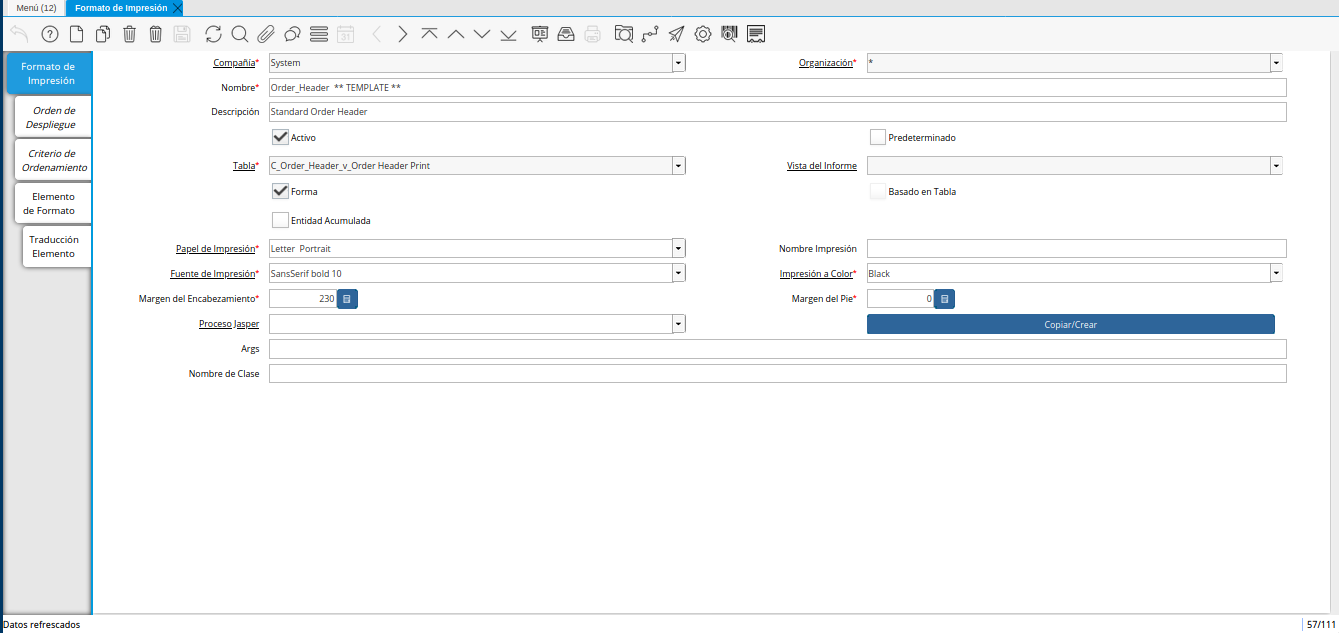 Menú (12)
Formato de Impresión
31
Formato de
Impresión
Orden de
Despliegue
Criterio de
Ordenamiento
Elemento
de Formato
Traducción
Elemento
Compañía* System
Organización* *
Nombre* Order_Header ** TEMPLATE **
Descripción Standard Order Header
Activo
Predeterminado
Tabla* C_Order_Header_v_Order Header Print
Vista del Informe
Forma
Basado en Tabla
Entidad Acumulada
Papel de Impresión* Letter Portrait
Nombre Impresión
Fuente de Impresión* SansSerif bold 10
Impresión a Color* Black
Margen del Encabezamiento* 230
Margen del Pie* 0
Proceso Jasper
Copiar/Crear
Args
Nombre de Clase
Datos refrescados
57/111